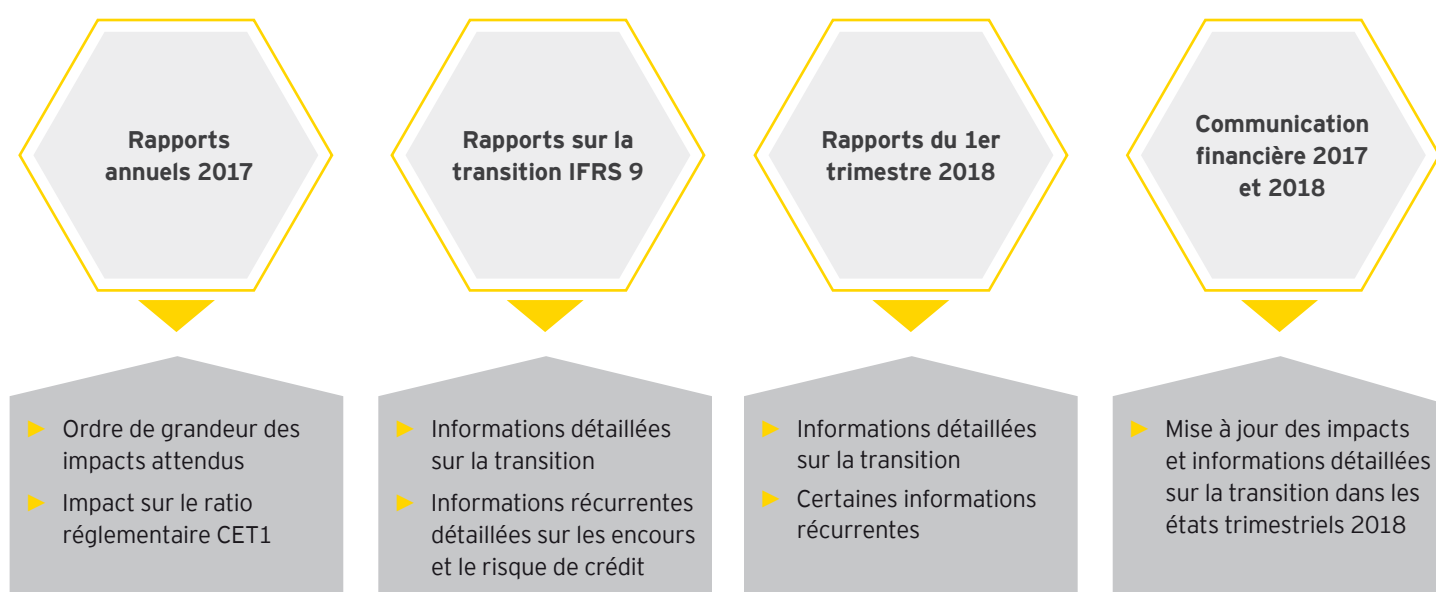 Rapports
annuels 2017
Ordre de grandeur des
impacts attendus
Impact sur le ratio
réglementaire CET1
Rapports sur la
transition IFRS 9
Informations détaillées
sur la transition
Informations récurrentes
détaillées sur les encours
et le risque de crédit
Rapports du 1er
trimestre 2018
Informations détaillées
sur la transition
Certaines informations
récurrentes
Communication
financière 2017
et 2018
Mise à jour des impacts
et informations détaillées
sur la transition dans les
états trimestriels 2018